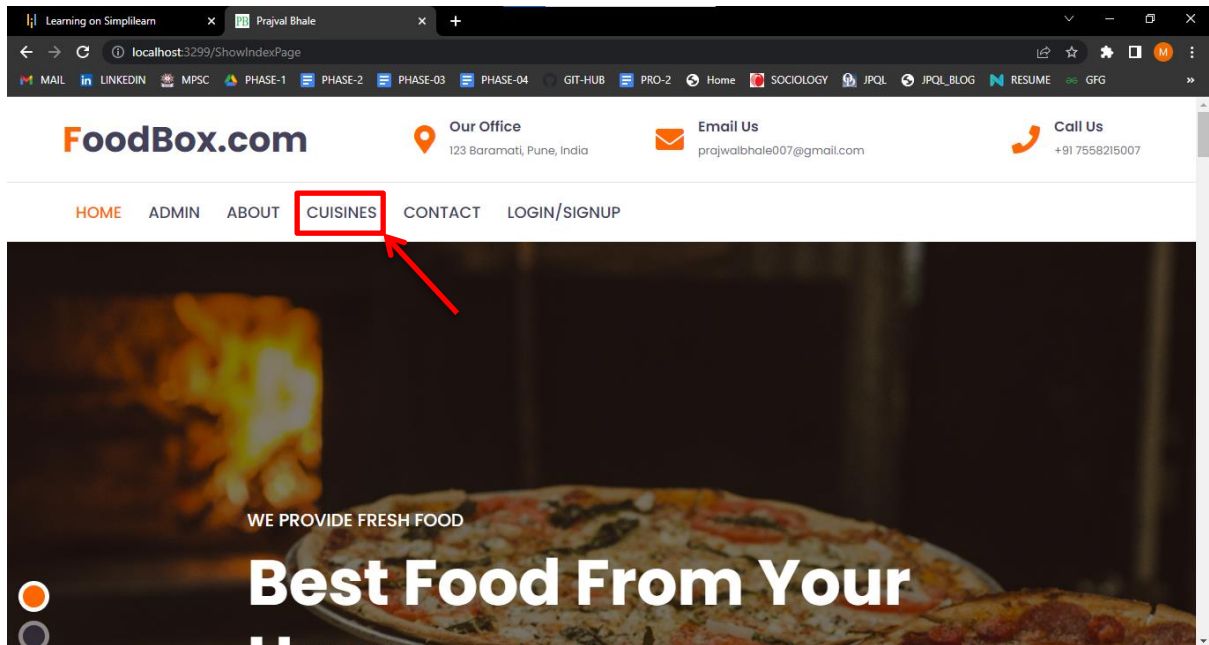 Learning on Simplilearn
PB Prajval Bhale
localhost:3299/ShowIndexPage
M
MAIL LINKEDIN MPSC PHASE-1 PHASE-2 PHASE-03 PHASE-04 GIT-HUB PRO-2 Home SOCIOLOGY JPQL JPQL_BLOG RESUME GFG »
FoodBox.com
Our Office
123 Baramati, Pune, India
Email Us
prajwalbhale007@gmail.com
Call Us
+91 7558215007
HOME ADMIN ABOUT CUISINES CONTACT LOGIN/SIGNUP
WE PROVIDE FRESH FOOD
Best Food From Your